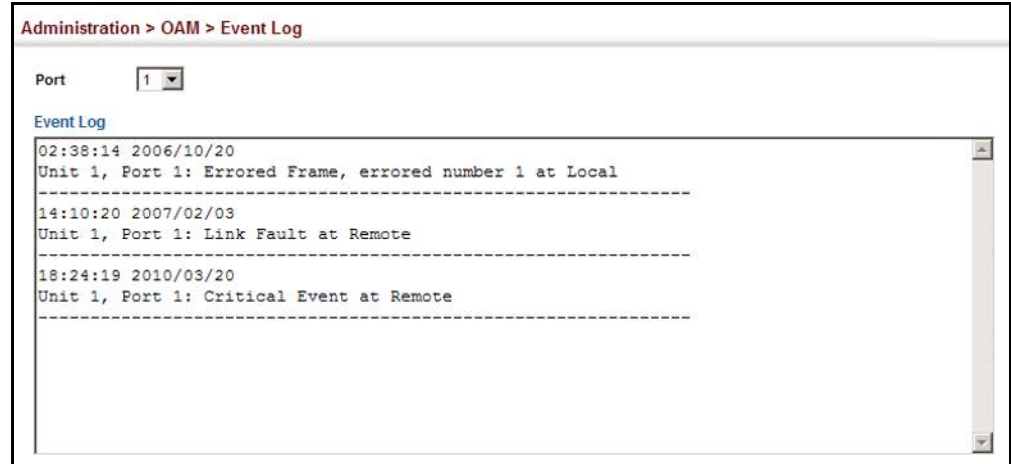 Administration > OAM > Event Log
Port 1
Event Log
02:38:14 2006/10/20
Unit 1, Port 1: Errored Frame, errored number 1 at Local
---------------------------------------------------------------
14:10:20 2007/02/03
Unit 1, Port 1: Link Fault at Remote
---------------------------------------------------------------
18:24:19 2010/03/20
Unit 1, Port 1: Critical Event at Remote
---------------------------------------------------------------